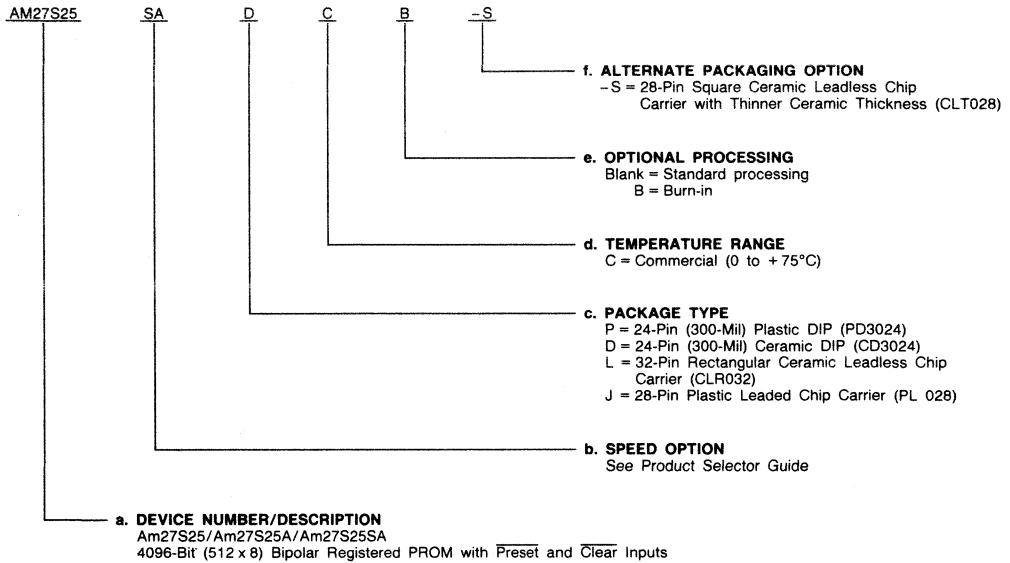 AM27S25 SA D C B -S
f. ALTERNATE PACKAGING OPTION
-S = 28-Pin Square Ceramic Leadless Chip
Carrier with Thinner Ceramic Thickness (CLT028)
e. OPTIONAL PROCESSING
Blank = Standard processing
B = Burn-in
d. TEMPERATURE RANGE
C = Commercial (0 to +75°C)
c. PACKAGE TYPE
P = 24-Pin (300-Mil) Plastic DIP (PD3024)
D = 24-Pin (300-Mil) Ceramic DIP (CD3024)
L = 32-Pin Rectangular Ceramic Leadless Chip
Carrier (CLR032)
J = 28-Pin Plastic Leaded Chip Carrier (PL 028)
b. SPEED OPTION
See Product Selector Guide
a. DEVICE NUMBER/DESCRIPTION
Am27S25/Am27S25A/Am27S25SA
4096-Bit (512 x 8) Bipolar Registered PROM with Preset and Clear Inputs